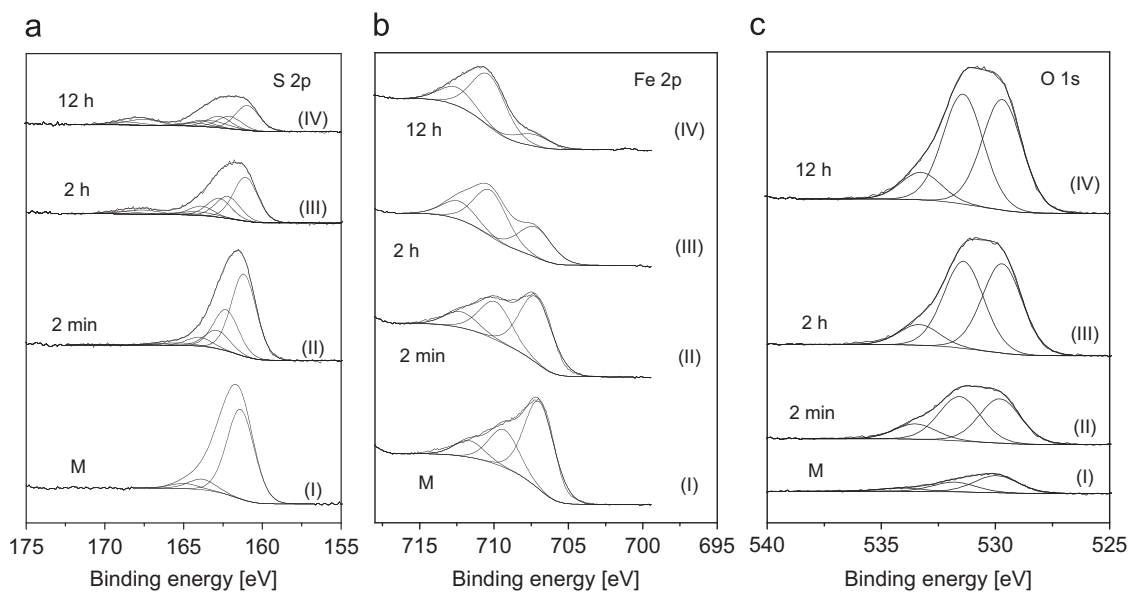 a
S 2p
12 h
(IV)
2 h
(III)
2 min
(II)
M
(I)
175 170 165 160 155
Binding energy [eV]
b
Fe 2p
(IV)
12 h
(III)
2 h
(II)
2 min
(I)
M
715 710 705 700 695
Binding energy [eV]
c
O 1s
12 h
(IV)
2 h
(III)
2 min
(II)
M
(I)
540 535 530 525
Binding energy [eV]